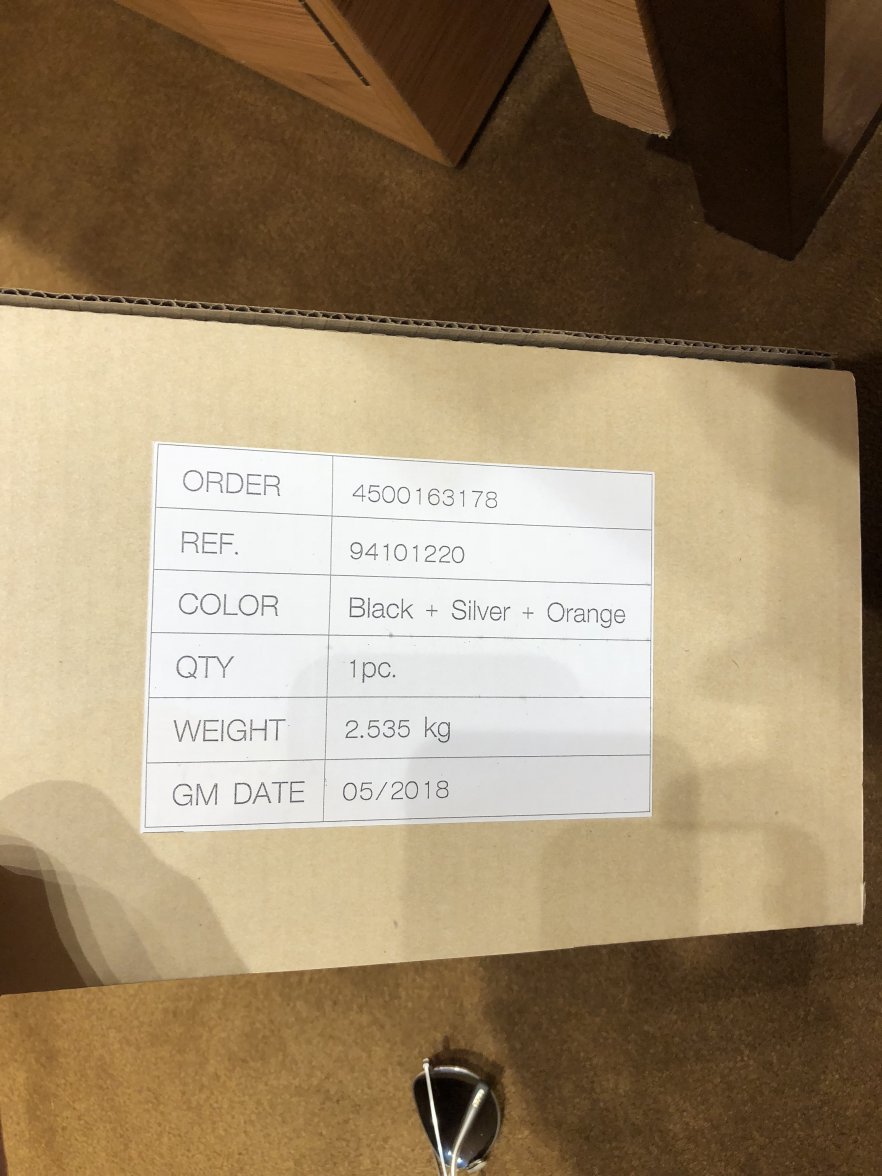 ORDER 4500163178
REF. 94101220
COLOR Black + Silver + Orange
QTY 1pc.
WEIGHT 2.535 kg
GM DATE 05/2018